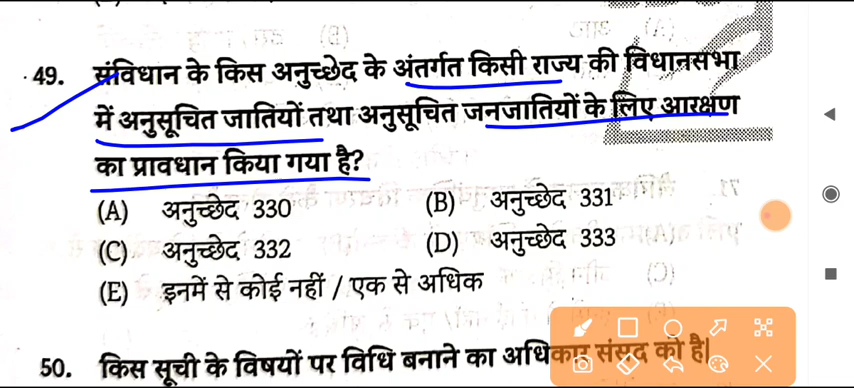 49. संविधान के किस अनुच्छेद के अंतर्गत किसी राज्य की विधानसभा
में अनुसूचित जातियों तथा अनुसूचित जनजातियों के लिए आरक्षण
का प्रावधान किया गया है?
(A) अनुच्छेद 330 (B) अनुच्छेद 331
(C) अनुच्छेद 332 (D) अनुच्छेद 333
(E) इनमें से कोई नहीं / एक से अधिक
50. किस सूची के विषयों पर विधि बनाने का अधिकार संसद को है